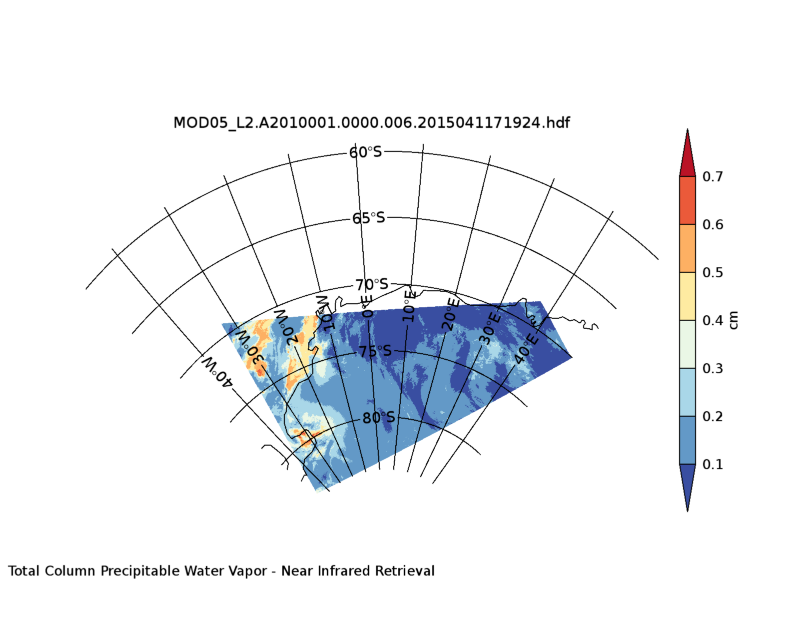 MOD05_L2.A2010001.0000.006.2015041171924.hdf
60°S
65°S
70°S
75°S
80°S
40°W
30°W
20°W
10°W
0°E
10°E
20°E
30°E
40°E
0.7
0.6
0.5
0.4
0.3
0.2
0.1
cm
Total Column Precipitable Water Vapor - Near Infrared Retrieval